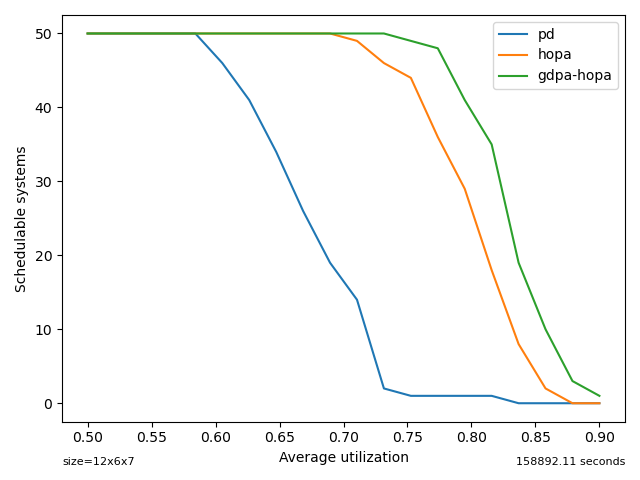 pd
hopa
gdpa-hopa
Schedulable systems
50
40
30
20
10
0
0.50 0.55 0.60 0.65 0.70 0.75 0.80 0.85 0.90
Average utilization
size=12x6x7 158892.11 seconds